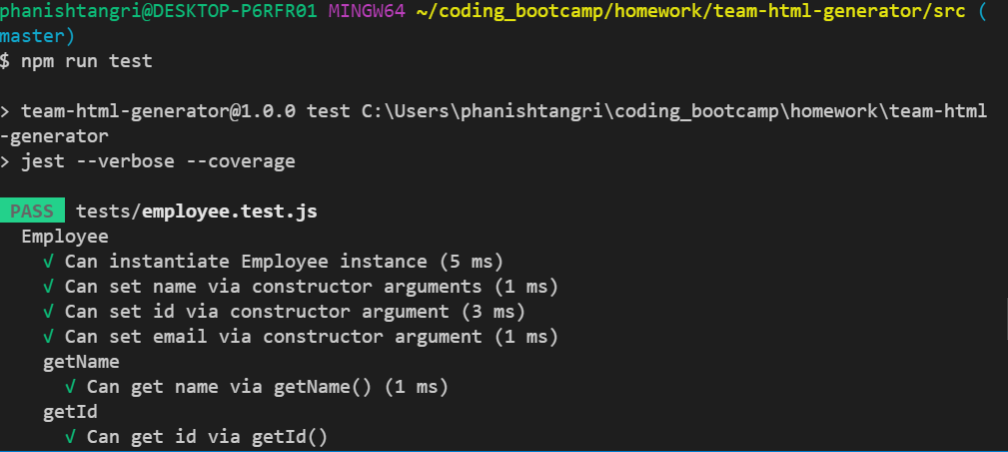 phanishtangri@DESKTOP-P6RFR01 MINGW64 ~/coding_bootcamp/homework/team-html-generator/src (
master)
$ npm run test
> team-html-generator@1.0.0 test C:\Users\phanishtangri\coding_bootcamp\homework\team-html
-generator
> jest --verbose --coverage
PASS tests/employee.test.js
Employee
√ Can instantiate Employee instance (5 ms)
√ Can set name via constructor arguments (1 ms)
√ Can set id via constructor argument (3 ms)
√ Can set email via constructor argument (1 ms)
getName
√ Can get name via getName() (1 ms)
getId
√ Can get id via getId()